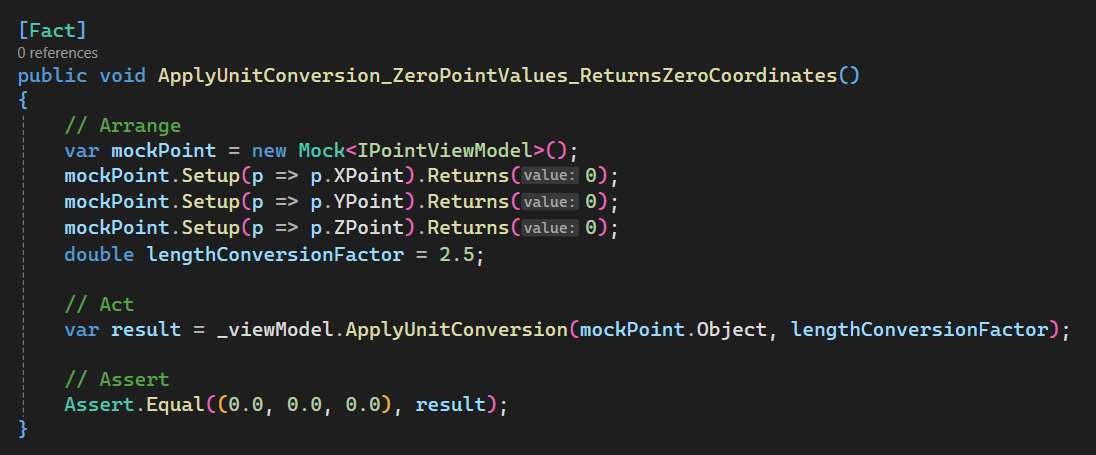 [Fact]
0 references
public void ApplyUnitConversion_ZeroPointValues_ReturnsZeroCoordinates()
{
// Arrange
var mockPoint = new Mock<IPointViewModel>();
mockPoint.Setup(p => p.XPoint).Returns(value: 0);
mockPoint.Setup(p => p.YPoint).Returns(value: 0);
mockPoint.Setup(p => p.ZPoint).Returns(value: 0);
double lengthConversionFactor = 2.5;
// Act
var result = _viewModel.ApplyUnitConversion(mockPoint.Object, lengthConversionFactor);
// Assert
Assert.Equal((0.0, 0.0, 0.0), result);
}